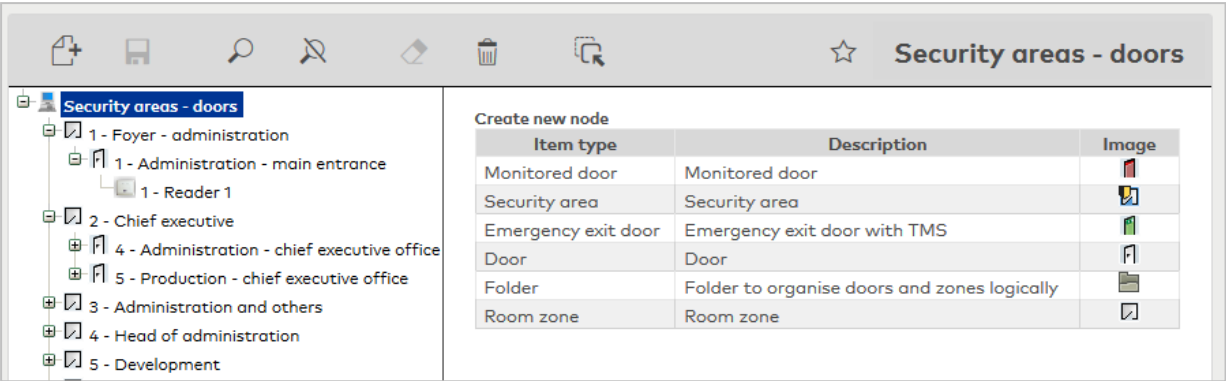 Security areas - doors
Security areas - doors
1 - Foyer - administration
1 - Administration - main entrance
1 - Reader 1
2 - Chief executive
4 - Administration - chief executive office
5 - Production - chief executive office
3 - Administration and others
4 - Head of administration
5 - Development
Create new node
Item type Description Image
Monitored door Monitored door
Security area Security area
Emergency exit door Emergency exit door with TMS
Door Door
Folder Folder to organise doors and zones logically
Room zone Room zone